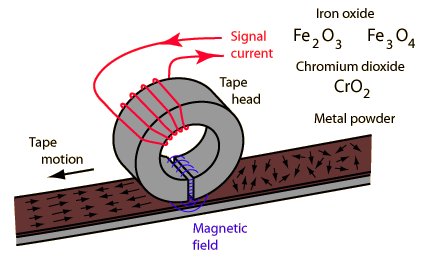 Signal
current
Tape
head
Tape
motion
Magnetic
field
Iron oxide
Fe₂O₃ Fe₃O₄
Chromium dioxide
CrO₂
Metal powder